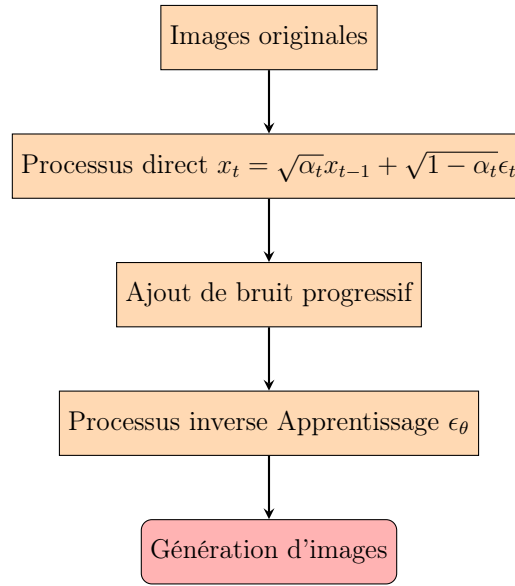 Images originales
Processus direct $x_t = \sqrt{\alpha_t} x_{t-1} + \sqrt{1 - \alpha_t} \epsilon_t$
Ajout de bruit progressif
Processus inverse Apprentissage $\epsilon_\theta$
Génération d'images